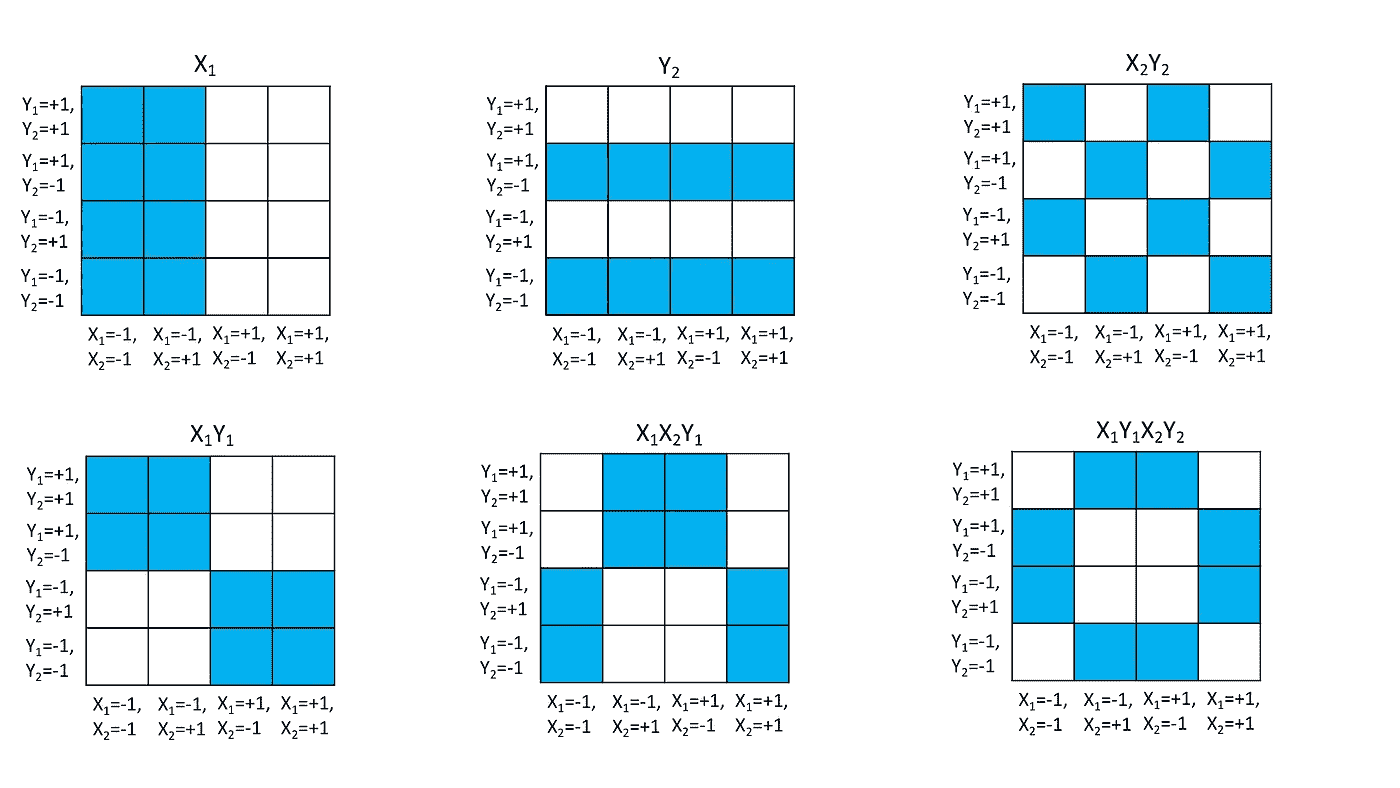 X₁
Y₁=+1,
Y₂=+1
Y₁=+1,
Y₂=-1
Y₁=-1,
Y₂=+1
Y₁=-1,
Y₂=-1
X₁=-1, X₁=-1, X₁=+1, X₁=+1,
X₂=-1 X₂=+1 X₂=-1 X₂=+1
Y₂
Y₁=+1,
Y₂=+1
Y₁=+1,
Y₂=-1
Y₁=-1,
Y₂=+1
Y₁=-1,
Y₂=-1
X₁=-1, X₁=-1, X₁=+1, X₁=+1,
X₂=-1 X₂=+1 X₂=-1 X₂=+1
X₂Y₂
Y₁=+1,
Y₂=+1
Y₁=+1,
Y₂=-1
Y₁=-1,
Y₂=+1
Y₁=-1,
Y₂=-1
X₁=-1, X₁=-1, X₁=+1, X₁=+1,
X₂=-1 X₂=+1 X₂=-1 X₂=+1
X₁Y₁
Y₁=+1,
Y₂=+1
Y₁=+1,
Y₂=-1
Y₁=-1,
Y₂=+1
Y₁=-1,
Y₂=-1
X₁=-1, X₁=-1, X₁=+1, X₁=+1,
X₂=-1 X₂=+1 X₂=-1 X₂=+1
X₁X₂Y₁
Y₁=+1,
Y₂=+1
Y₁=+1,
Y₂=-1
Y₁=-1,
Y₂=+1
Y₁=-1,
Y₂=-1
X₁=-1, X₁=-1, X₁=+1, X₁=+1,
X₂=-1 X₂=+1 X₂=-1 X₂=+1
X₁Y₁X₂Y₂
Y₁=+1,
Y₂=+1
Y₁=+1,
Y₂=-1
Y₁=-1,
Y₂=+1
Y₁=-1,
Y₂=-1
X₁=-1, X₁=-1, X₁=+1, X₁=+1,
X₂=-1 X₂=+1 X₂=-1 X₂=+1